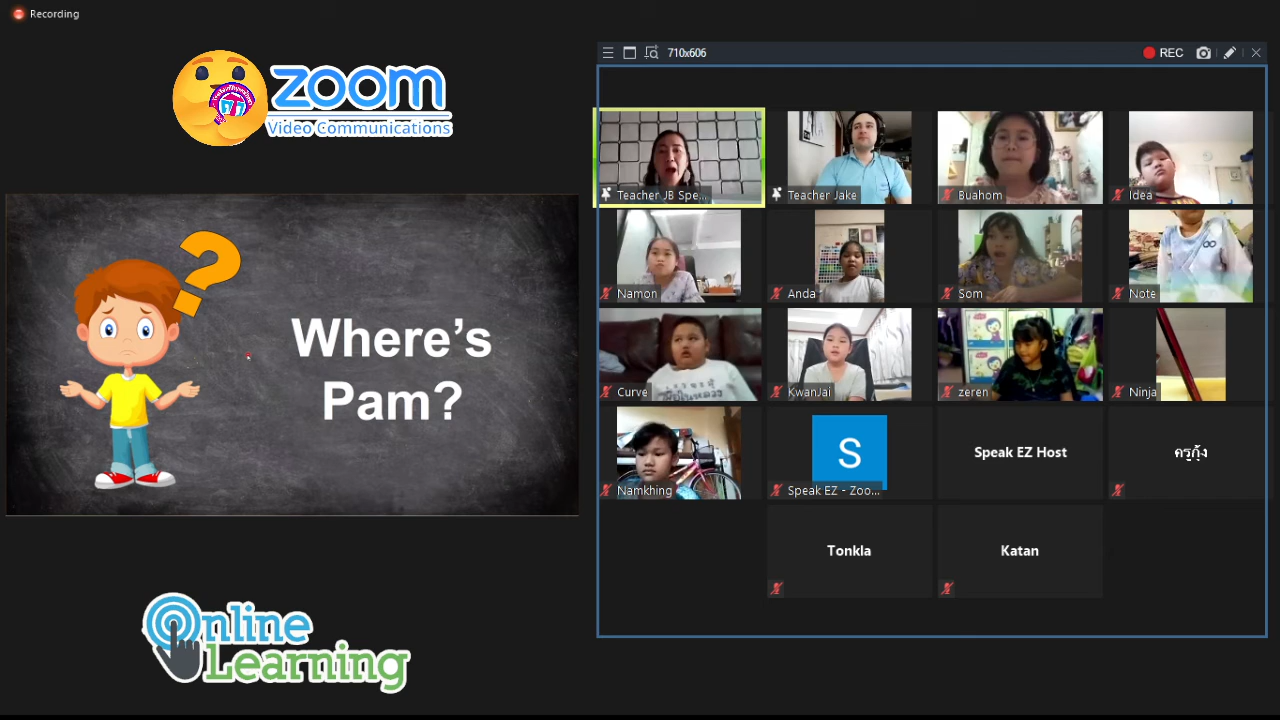 Recording
zoom
Video Communications
Where's
Pam?
Online
Learning
710x606
REC
Teacher JB Spe...
Teacher Jake
Buahom
Idea
Namon
Anda
Som
Note
Curve
KwanJai
zeren
Ninja
Namkhing
S
Speak EZ - Zoo...
Speak EZ Host
ครูกุ้ง
Tonkla
Katan